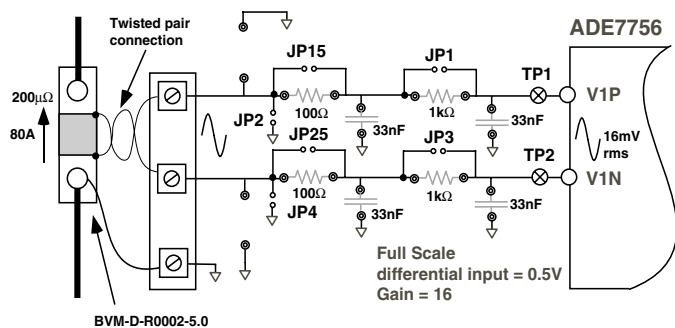 Twisted pair
connection
ADE7756
JP15
JP1
TP1
200μΩ
V1P
100Ω
1kΩ
JP2
33nF
33nF
80A
JP25
JP3
TP2
16mV
rms
V1N
100Ω
1kΩ
JP4
33nF
33nF
Full Scale
differential input = 0.5V
Gain = 16
BVM-D-R0002-5.0